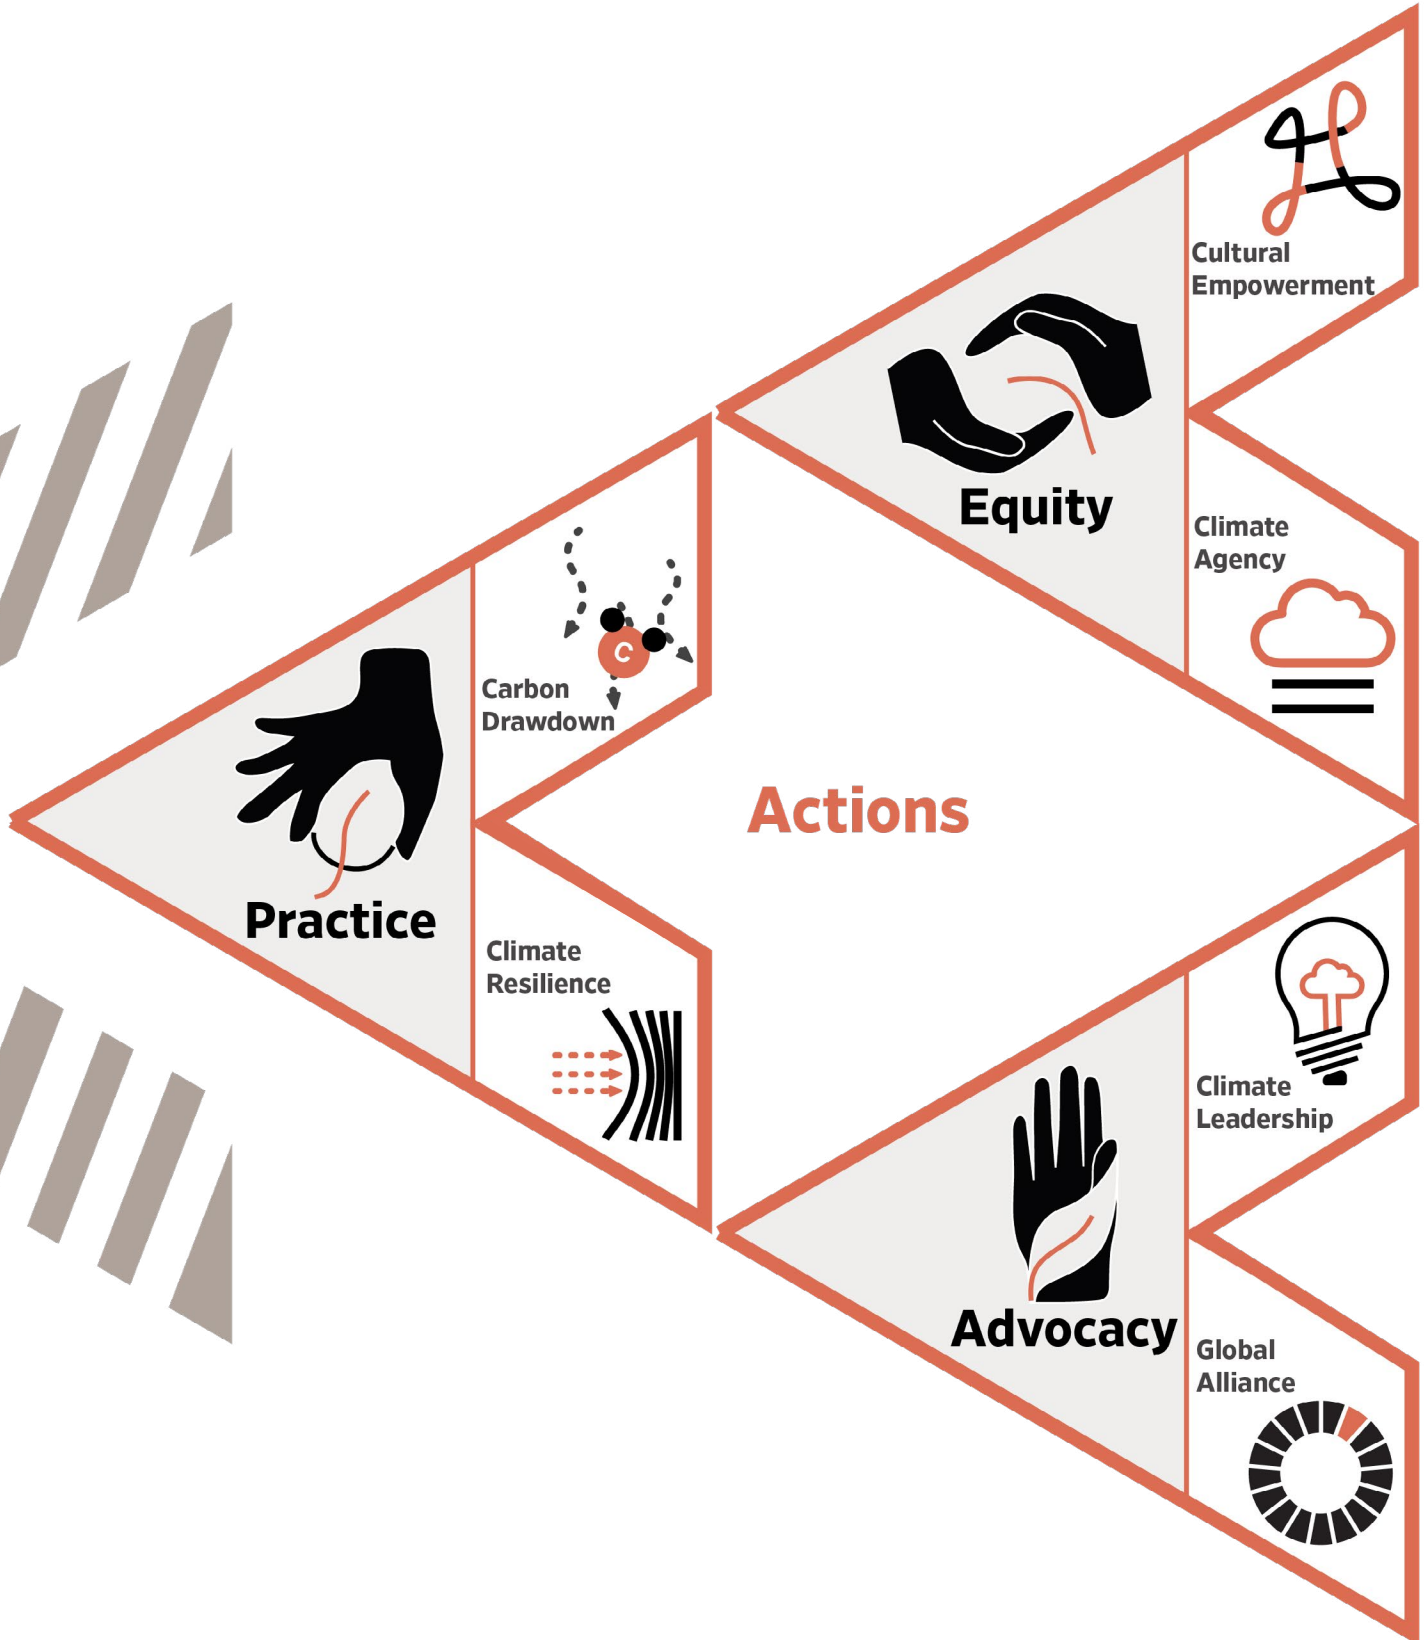 Cultural
Empowerment
Equity
Climate
Agency
C
Carbon
Drawdown
Actions
Practice
Climate
Resilience
Climate
Leadership
Advocacy
Global
Alliance